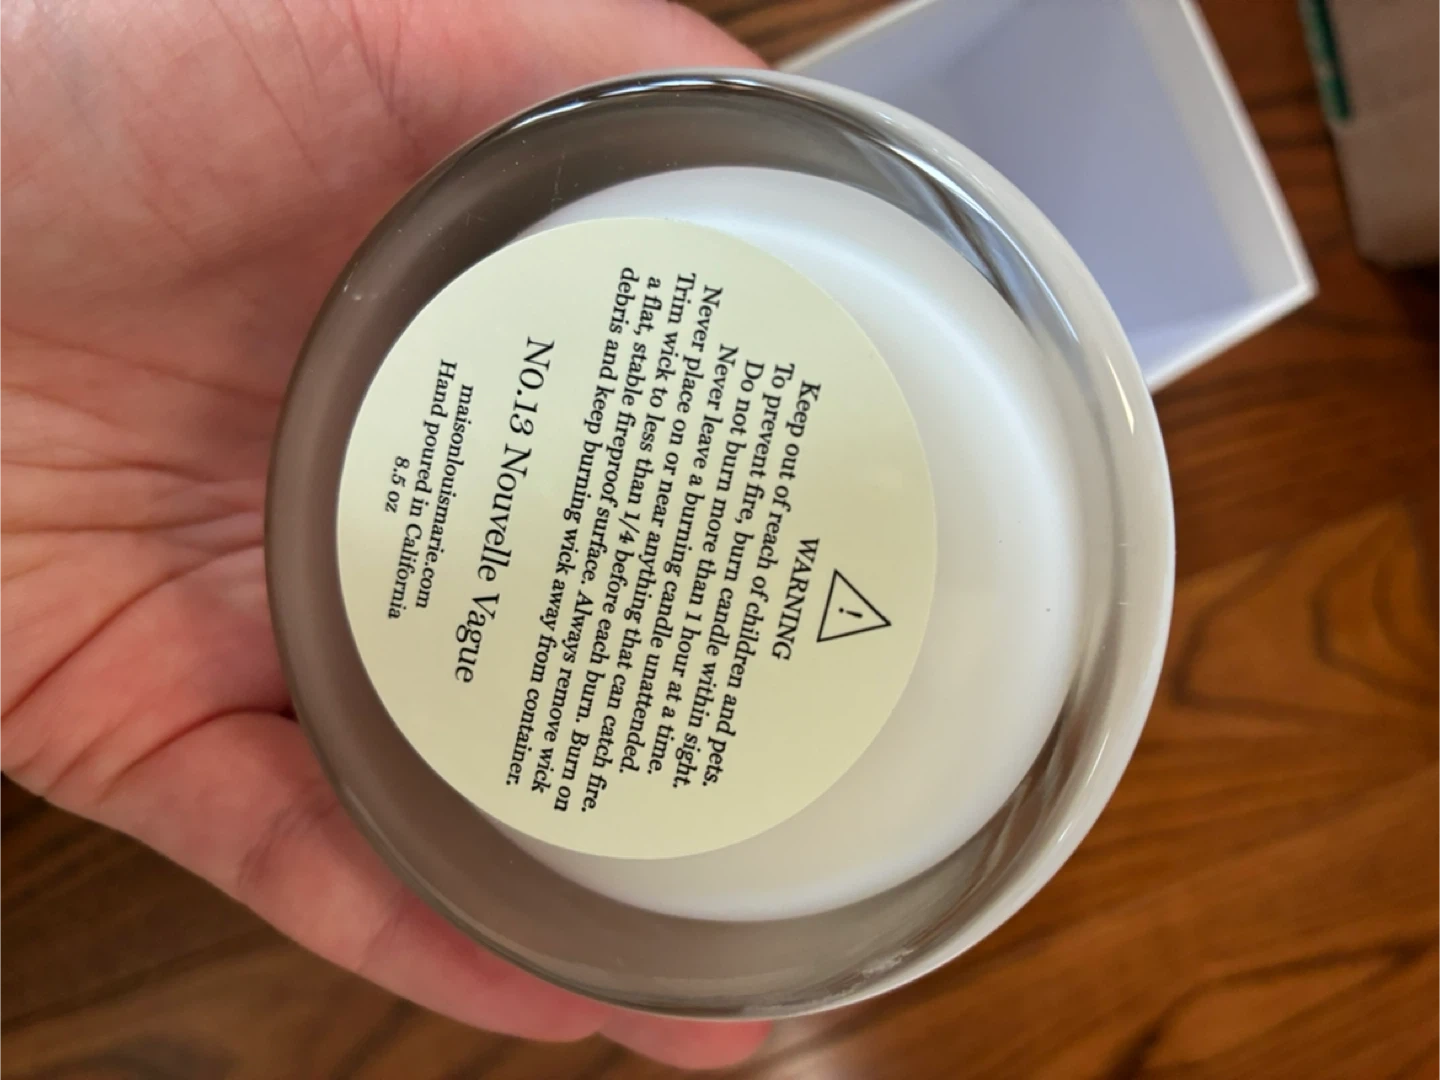 WARNING
Keep out of reach of children
To prevent fire, burn candle within sight.
Do not burn more than 1 hour at a time.
Never leave a burning candle unattended.
Never place on or near anything that can catch fire.
Trim wick to less than 1/4 before each burn. Burn on
a flat, stable fireproof surface. Always remove wick
debris and keep burning wick away from container.
No.13 Nouvelle Vague
maisonlouismarie.com
Hand poured in California
8.5 oz